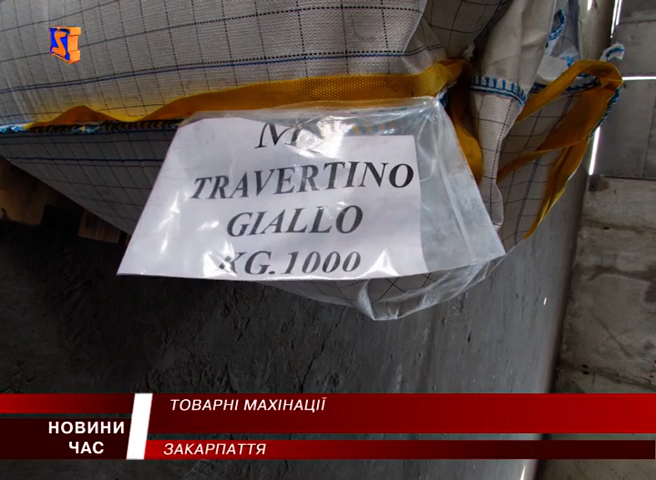 TRAVERTINO
GIALLO
KG. 1000
ТОВАРНІ МАХІНАЦІЇ
НОВИНИ
ЧАС
ЗАКАРПАТТЯ